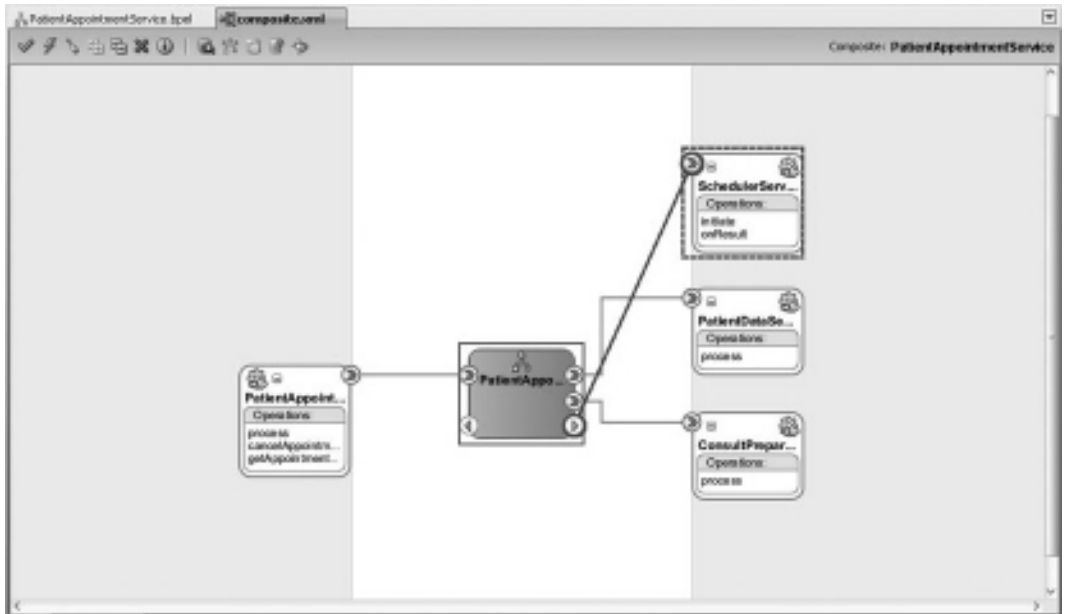 PatientAppointmentService.bpel
composite.xml
Composite: PatientAppointmentService
SchedulerServ...
Operations:
initiate
onResult
PatientDataSe...
Operations:
process
PatientAppo...
PatientAppoint...
Operations:
process
cancelAppointm...
getAppointment...
ConsultPrepar...
Operations:
process